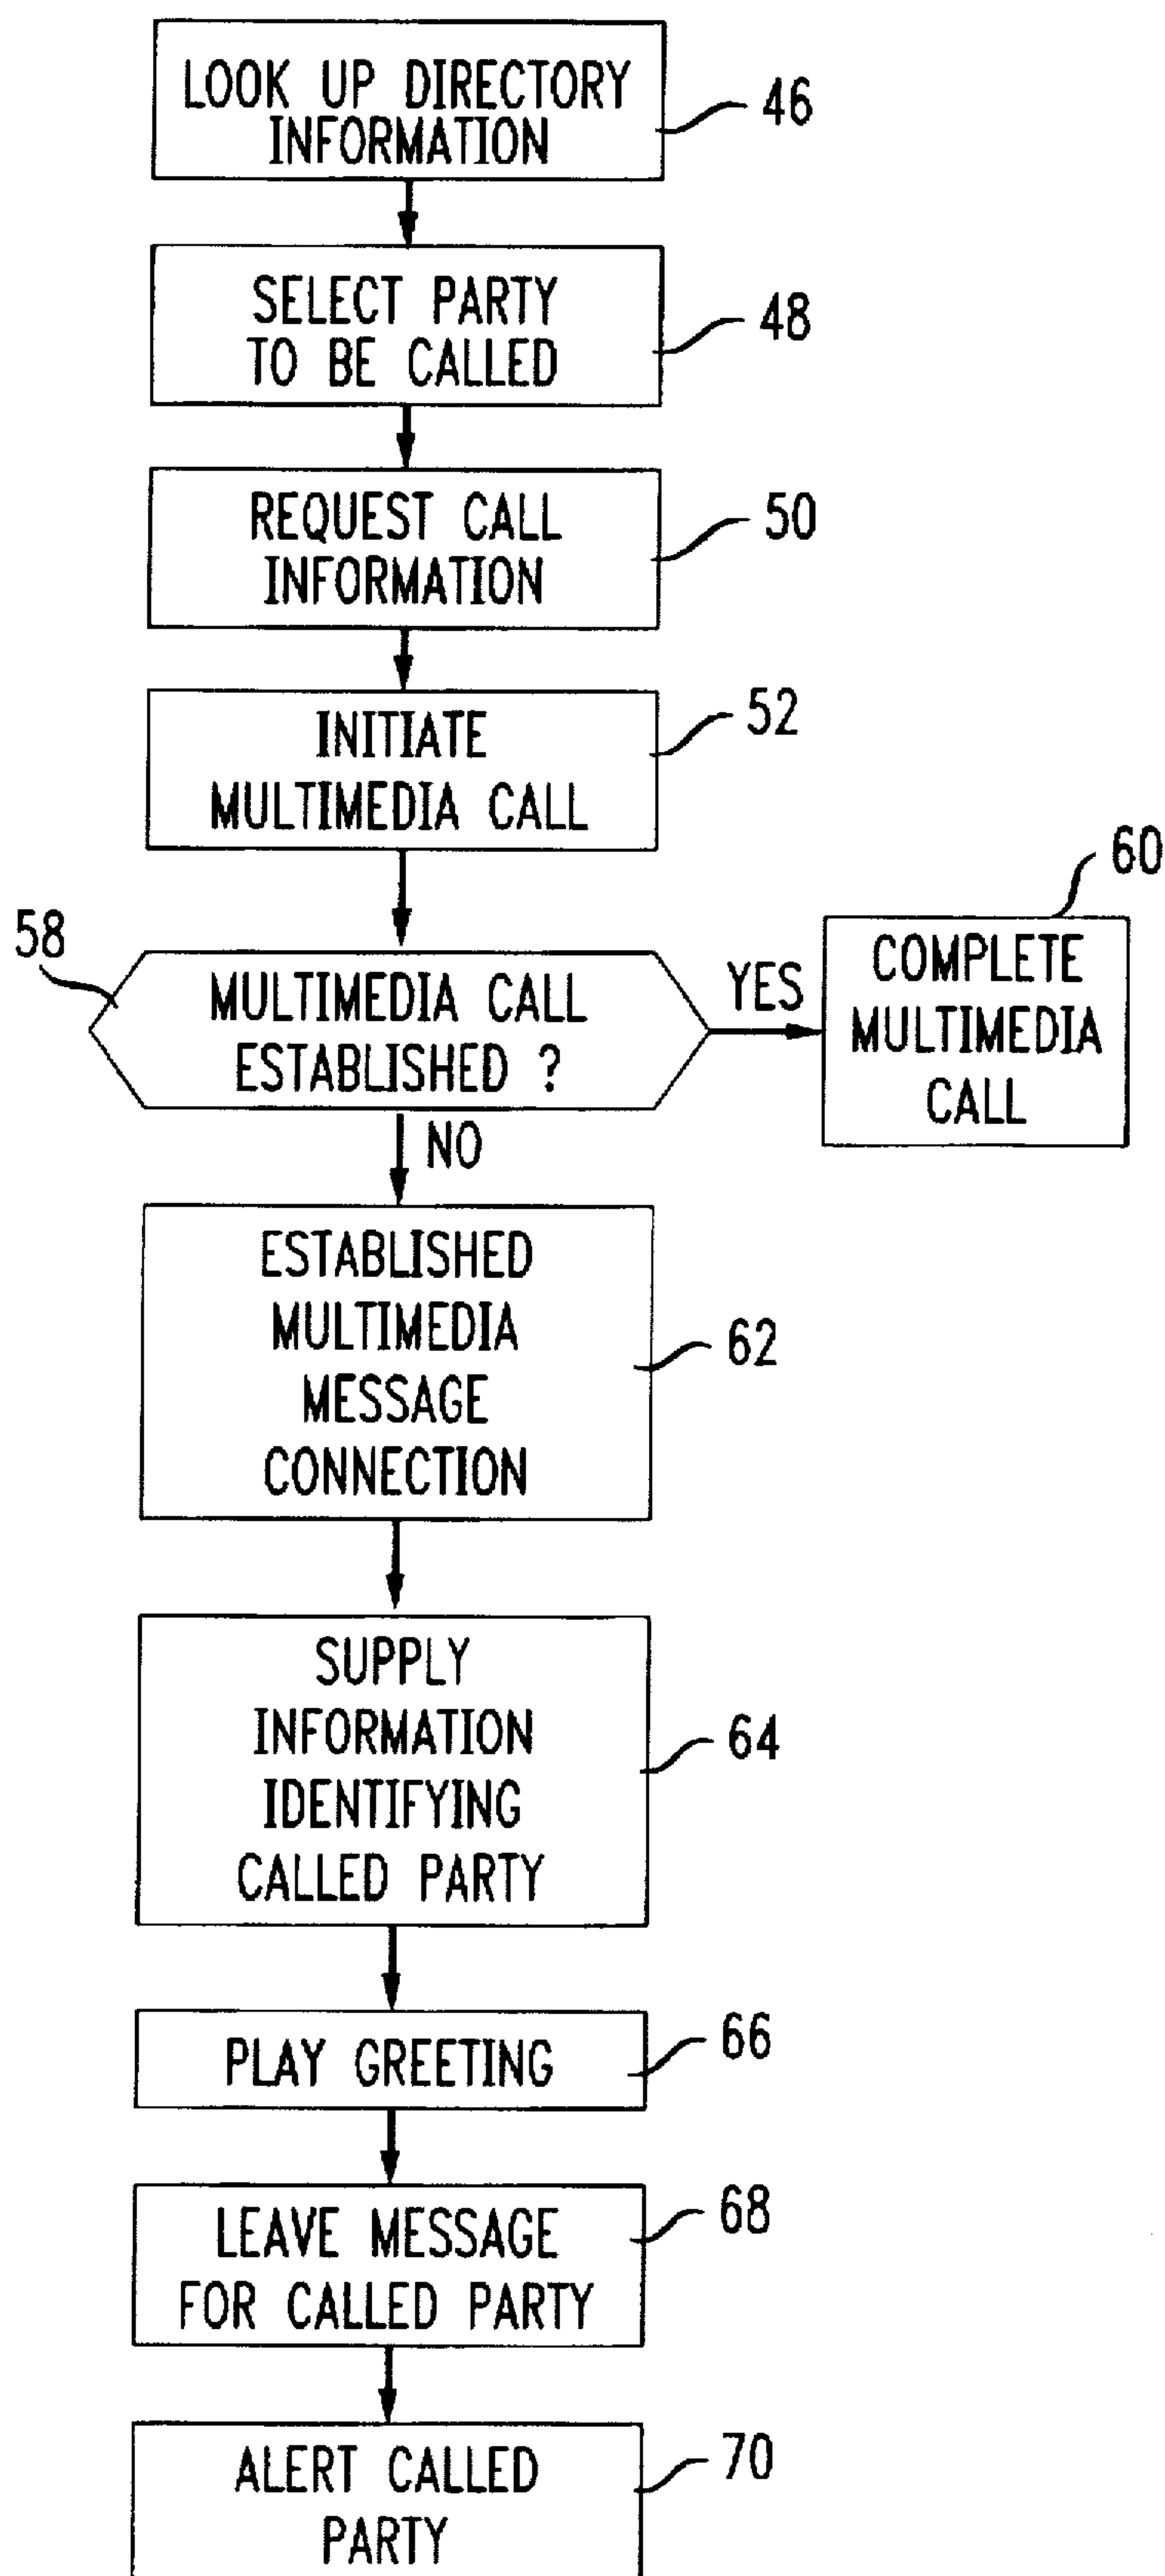 LOOK UP DIRECTORY
INFORMATION
46
SELECT PARTY
TO BE CALLED
48
REQUEST CALL
INFORMATION
50
INITIATE
MULTIMEDIA CALL
52
58
MULTIMEDIA CALL
ESTABLISHED ?
YES
60
COMPLETE
MULTIMEDIA
CALL
NO
ESTABLISHED
MULTIMEDIA
MESSAGE
CONNECTION
62
SUPPLY
INFORMATION
IDENTIFYING
CALLED PARTY
64
PLAY GREETING
66
LEAVE MESSAGE
FOR CALLED PARTY
68
ALERT CALLED
PARTY
70